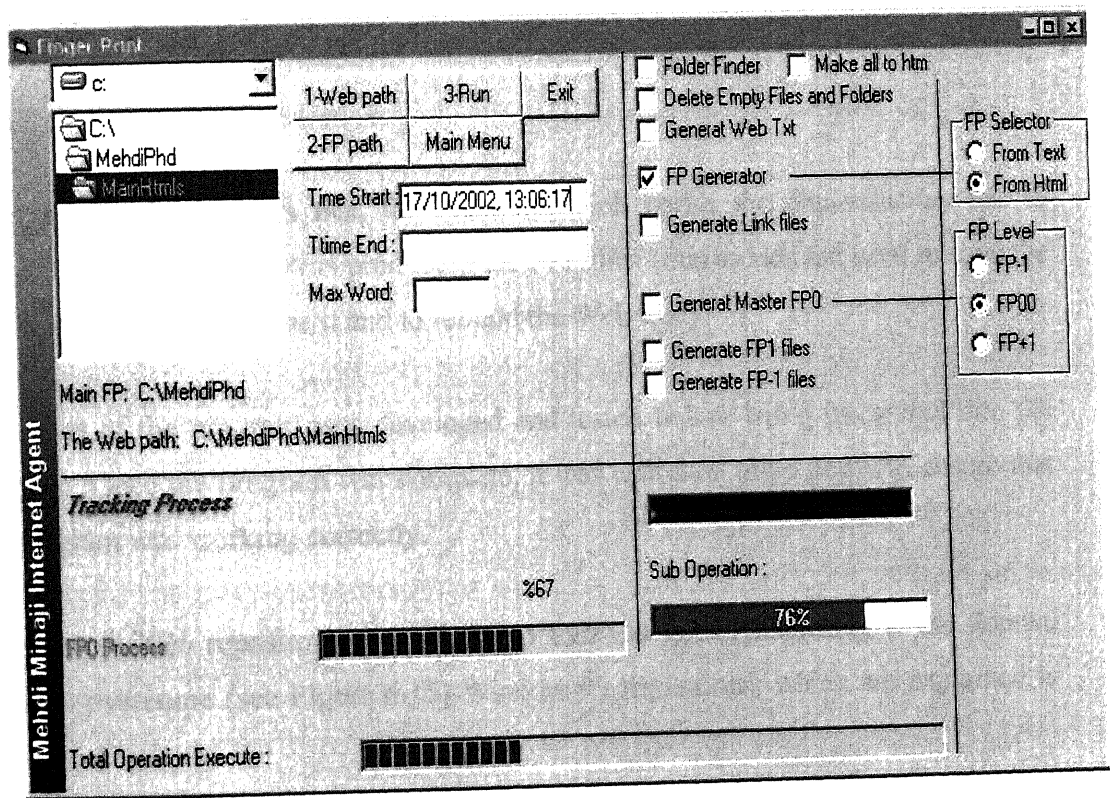 Finger Print
c:
C:\
MehdiPhd
MainHtmls
1-Web path
3-Run
Exit
2-FP path
Main Menu
Time Strart :
17/10/2002, 13:06:17
Ttime End :
Max Word:
Main FP: C:\MehdiPhd
The Web path: C:\MehdiPhd\MainHtmls
Folder Finder
Make all to htm
Delete Empty Files and Folders
Generat Web Txt
FP Generator
Generate Link files
Generat Master FP0
Generate FP1 files
Generate FP-1 files
FP Selector
From Text
From Html
FP Level
FP-1
FP00
FP+1
Tracking Process
%67
FP0 Process
Sub Operation :
76%
Total Operation Execute :
Mehdi Minaji Internet Agent